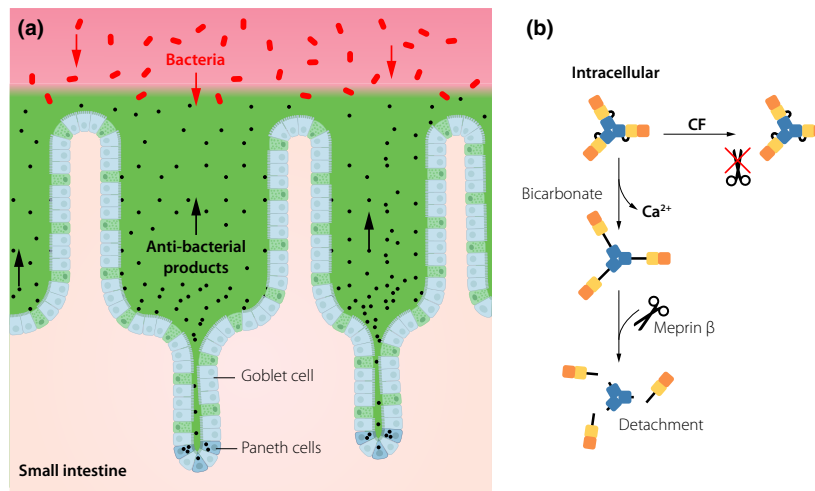 (a)
Bacteria
Anti-bacterial
products
Goblet cell
Paneth cells
Small intestine
(b)
Intracellular
CF
Bicarbonate
Ca²⁺
Meprin β
Detachment